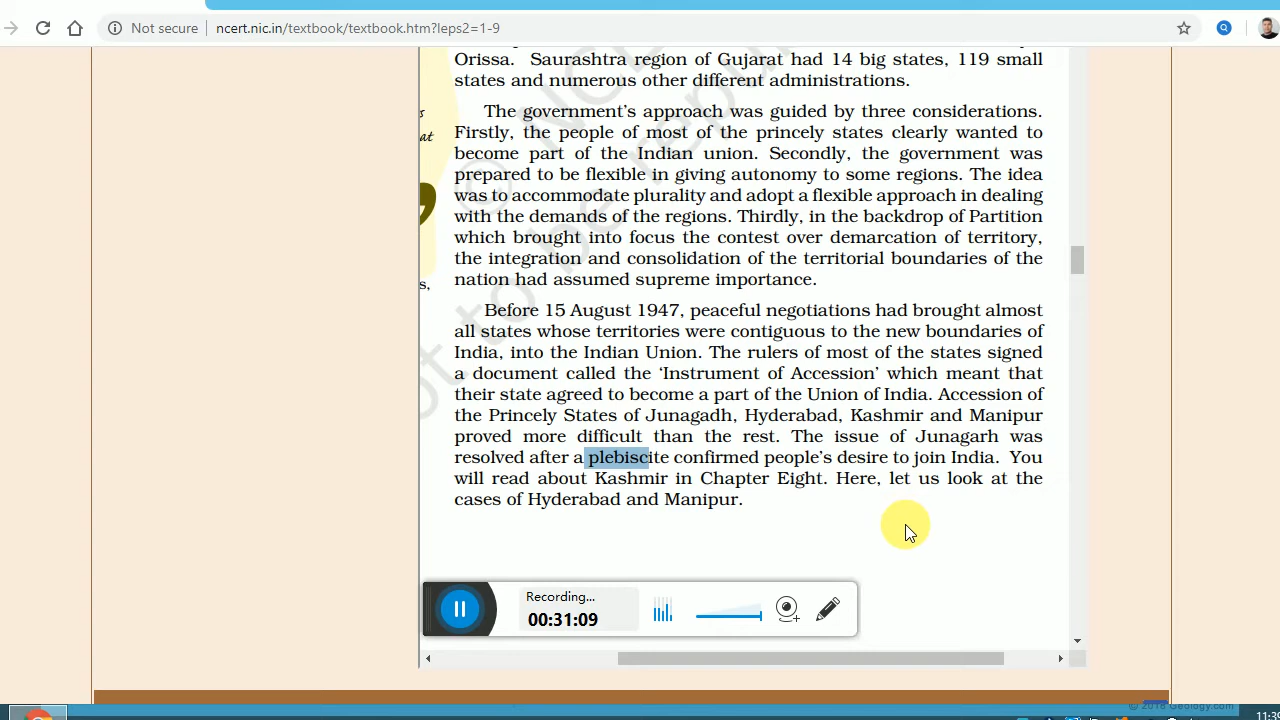 Not secure
ncert.nic.in/textbook/textbook.htm?leps2=1-9
Orissa. Saurashtra region of Gujarat had 14 big states, 119 small
states and numerous other different administrations.
s
at
s,
The government's approach was guided by three considerations.
Firstly, the people of most of the princely states clearly wanted to
become part of the Indian union. Secondly, the government was
prepared to be flexible in giving autonomy to some regions. The idea
was to accommodate plurality and adopt a flexible approach in dealing
with the demands of the regions. Thirdly, in the backdrop of Partition
which brought into focus the contest over demarcation of territory,
the integration and consolidation of the territorial boundaries of the
nation had assumed supreme importance.
Before 15 August 1947, peaceful negotiations had brought almost
all states whose territories were contiguous to the new boundaries of
India, into the Indian Union. The rulers of most of the states signed
a document called the 'Instrument of Accession' which meant that
their state agreed to become a part of the Union of India. Accession of
the Princely States of Junagadh, Hyderabad, Kashmir and Manipur
proved more difficult than the rest. The issue of Junagarh was
resolved after a plebiscite confirmed people's desire to join India. You
will read about Kashmir in Chapter Eight. Here, let us look at the
cases of Hyderabad and Manipur.
Recording...
00:31:09
© 2018 Geology.com